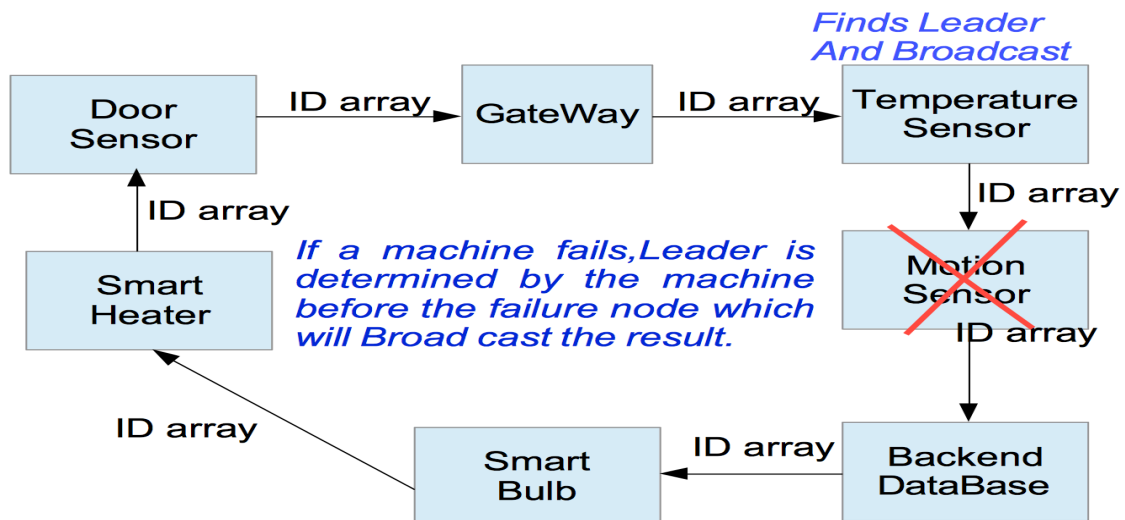 Finds Leader
And Broadcast
Door
Sensor
ID array
GateWay
ID array
Temperature
Sensor
ID array
ID array
Smart
Heater
If a machine fails,Leader is
determined by the machine
before the failure node which
will Broad cast the result.
Motion
Sensor
ID array
ID array
Smart
Bulb
ID array
Backend
DataBase